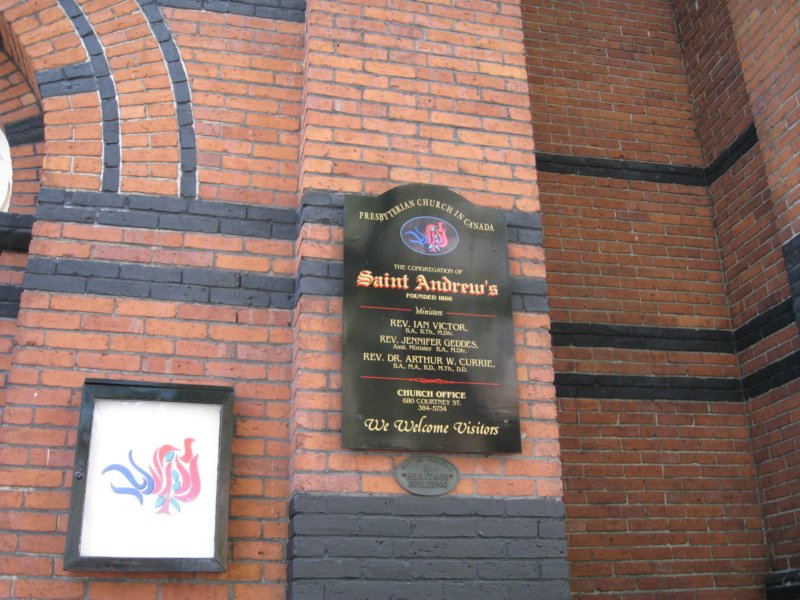 PRESBYTERIAN CHURCH IN CANADA
THE CONGREGATION OF
Saint Andrew's
FOUNDED 1866
Ministers
REV. IAN VICTOR,
B.A., B.Th., M.Div.
REV. JENNIFER GEDDES,
Asst. Minister B.A., M.Div.
REV. DR. ARTHUR W. CURRIE,
B.A., M.A., B.D., M.Th., D.D.
CHURCH OFFICE
680 COURTNEY ST.
384-5734
We Welcome Visitors
"HERITAGE"
BUILDING